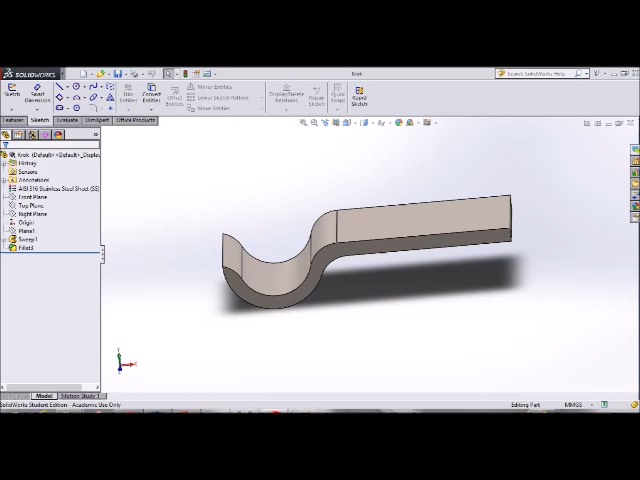 SOLIDWORKS
Krok
Search SolidWorks Help
Sketch
Smart Dimension
Trim Entities
Convert Entities
Offset Entities
Mirror Entities
Linear Sketch Pattern
Move Entities
Display/Delete Relations
Repair Sketch
Quick Snaps
Rapid Sketch
Features
Sketch
Evaluate
DimXpert
Office Products
Krok (Default<<Default>_Display
History
Sensors
Annotations
AISI 316 Stainless Steel Sheet (SS)
Front Plane
Top Plane
Right Plane
Origin
Plane1
Sweep1
Fillet3
Y
X
Model
Motion Study 1
SolidWorks Student Edition - Academic Use Only
Editing Part
MMGS